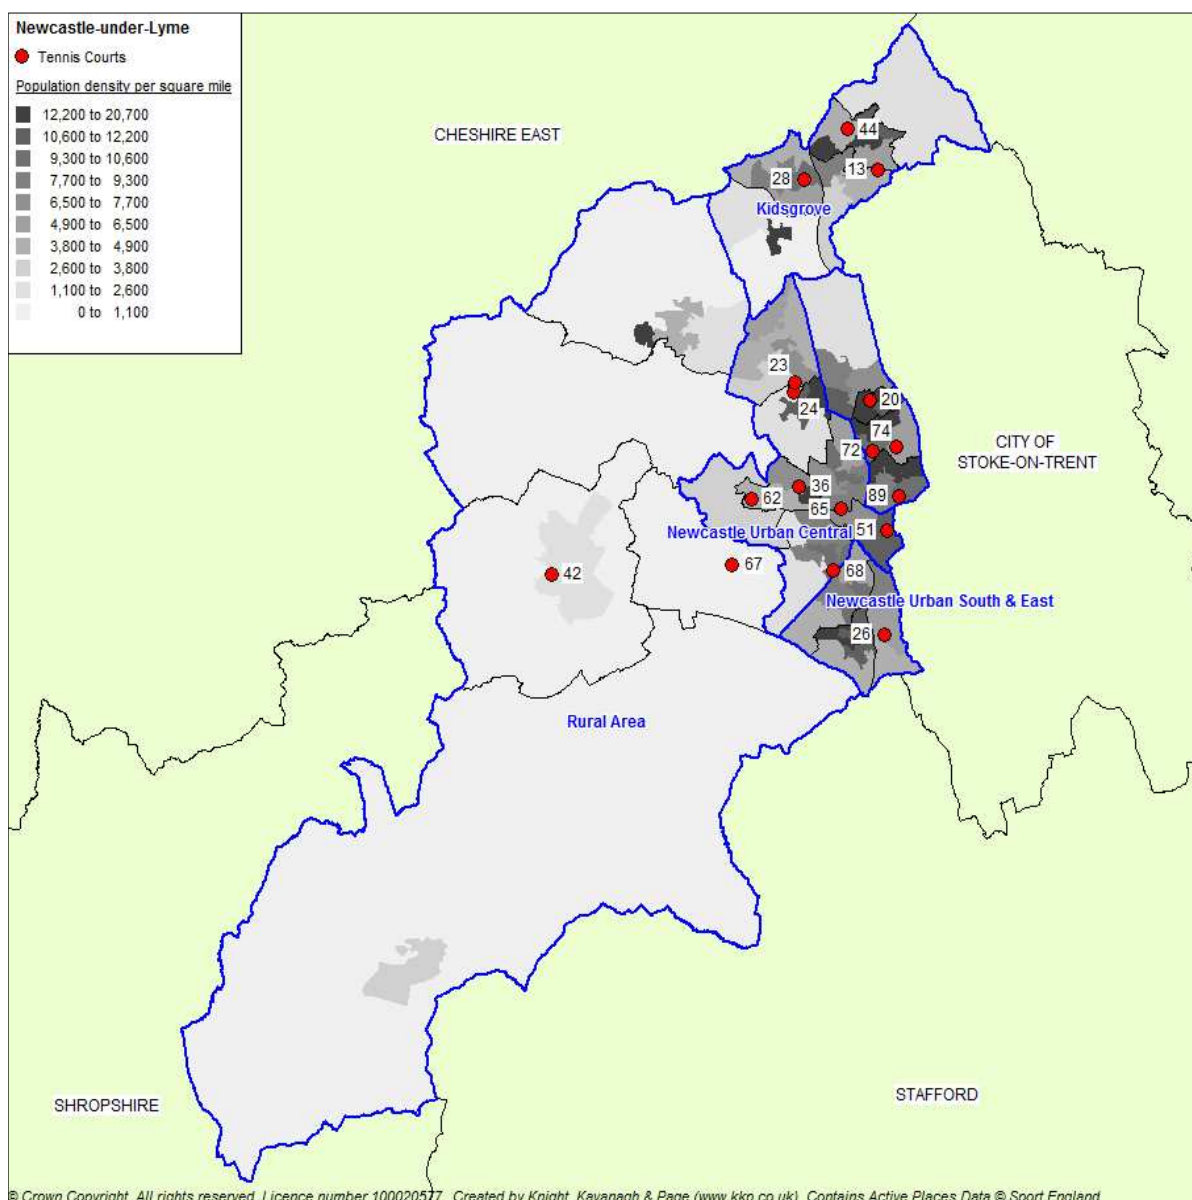 Newcastle-under-Lyme
Tennis Courts
Population density per square mile
12,200 to 20,700
10,600 to 12,200
9,300 to 10,600
7,700 to 9,300
6,500 to 7,700
4,900 to 6,500
3,800 to 4,900
2,600 to 3,800
1,100 to 2,600
0 to 1,100
CHESHIRE EAST
44
13
28
Kidsgrove
23
24
20
74
72
CITY OF
STOKE-ON-TRENT
36
62
65
89
51
Newcastle Urban Central
67
42
68
Newcastle Urban South & East
26
Rural Area
SHROPSHIRE
STAFFORD
© Crown Copyright. All rights reserved. Licence number 100020577. Created by Knight, Kavanagh & Page (www.kkp.co.uk). Contains Active Places Data © Sport England